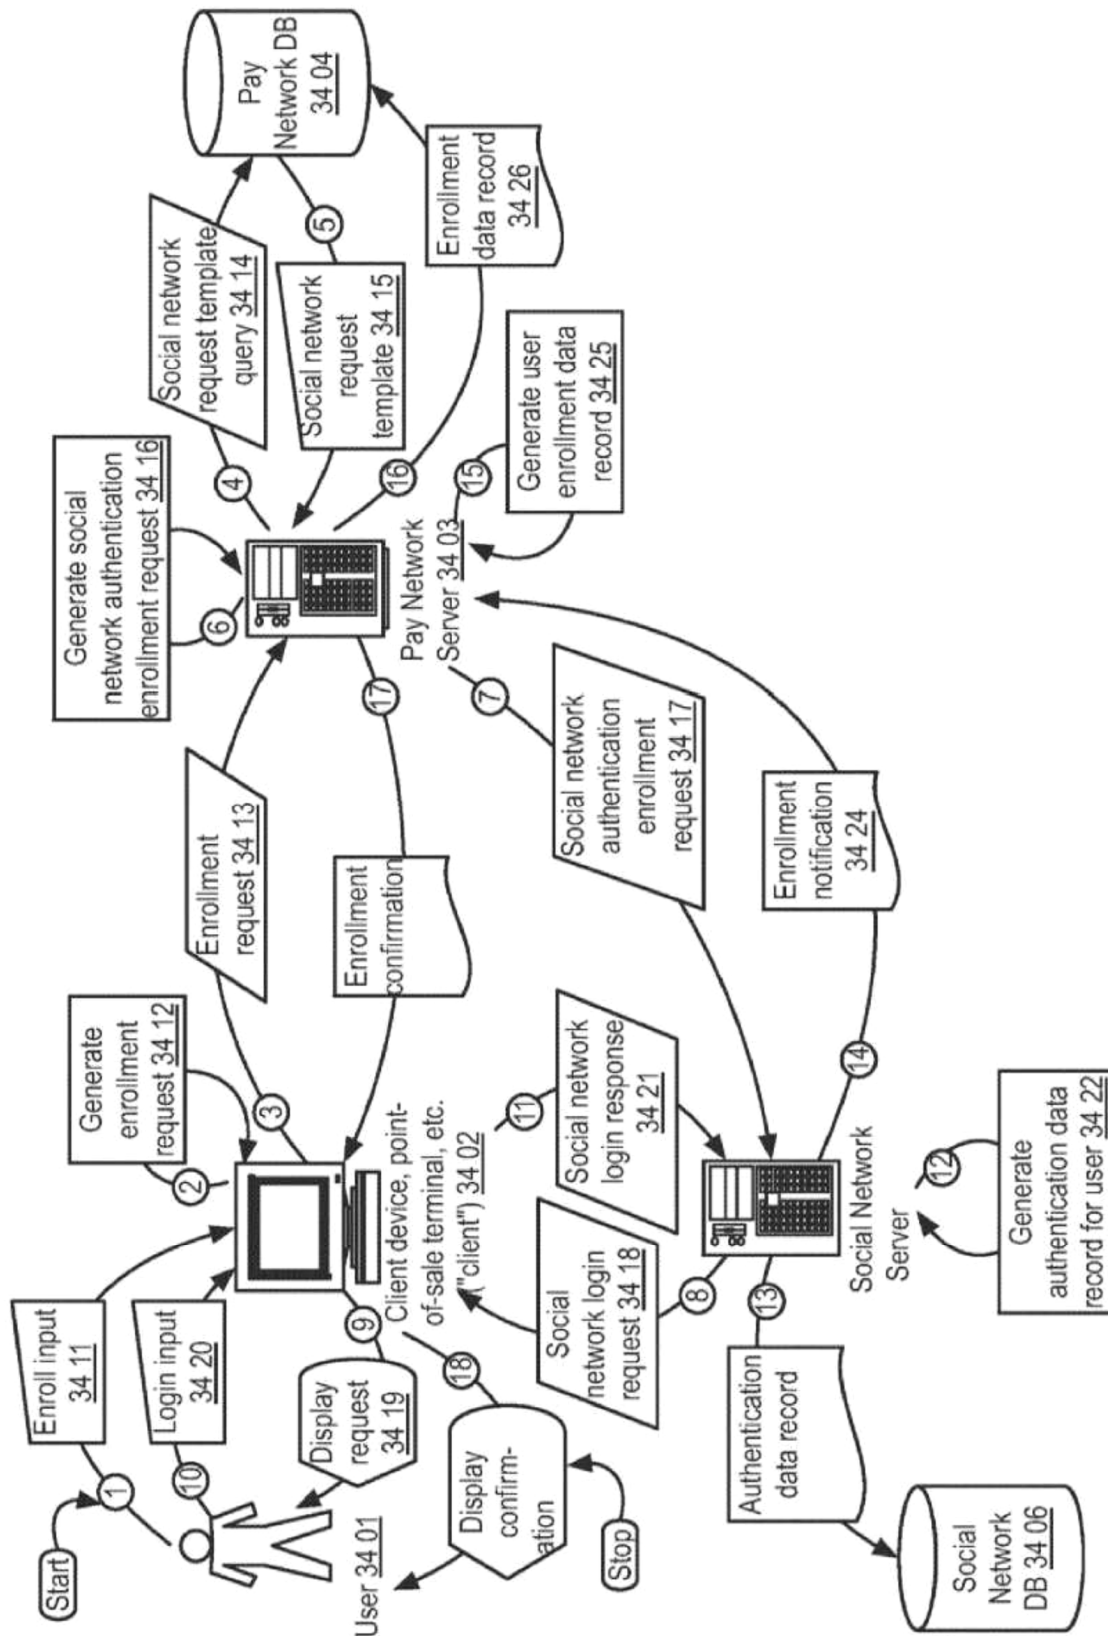 Start
1
Enroll input
34 11
10
Login input
34 20
User 34 01
Display
request
34 19
9
18
Display
confirm-
ation
Stop
2
Generate
enrollment
request 34 12
3
Enrollment
request 34 13
Client device, point-
of-sale terminal, etc.
("client") 34 02
Enrollment
confirmation
17
6
Generate social
network authentication
enrollment request 34 16
4
Social network
request template
query 34 14
5
Social network
request
template 34 15
Pay
Network DB
34 04
16
Enrollment
data record
34 26
Pay Network
Server 34 03
15
Generate user
enrollment data
record 34 25
7
Social network
authentication
enrollment
request 34 17
11
Social network
login response
34 21
Social
network login
request 34 18
8
13
Authentication
data record
Social
Network
DB 34 06
Social Network
Server
12
Generate
authentication data
record for user 34 22
14
Enrollment
notification
34 24